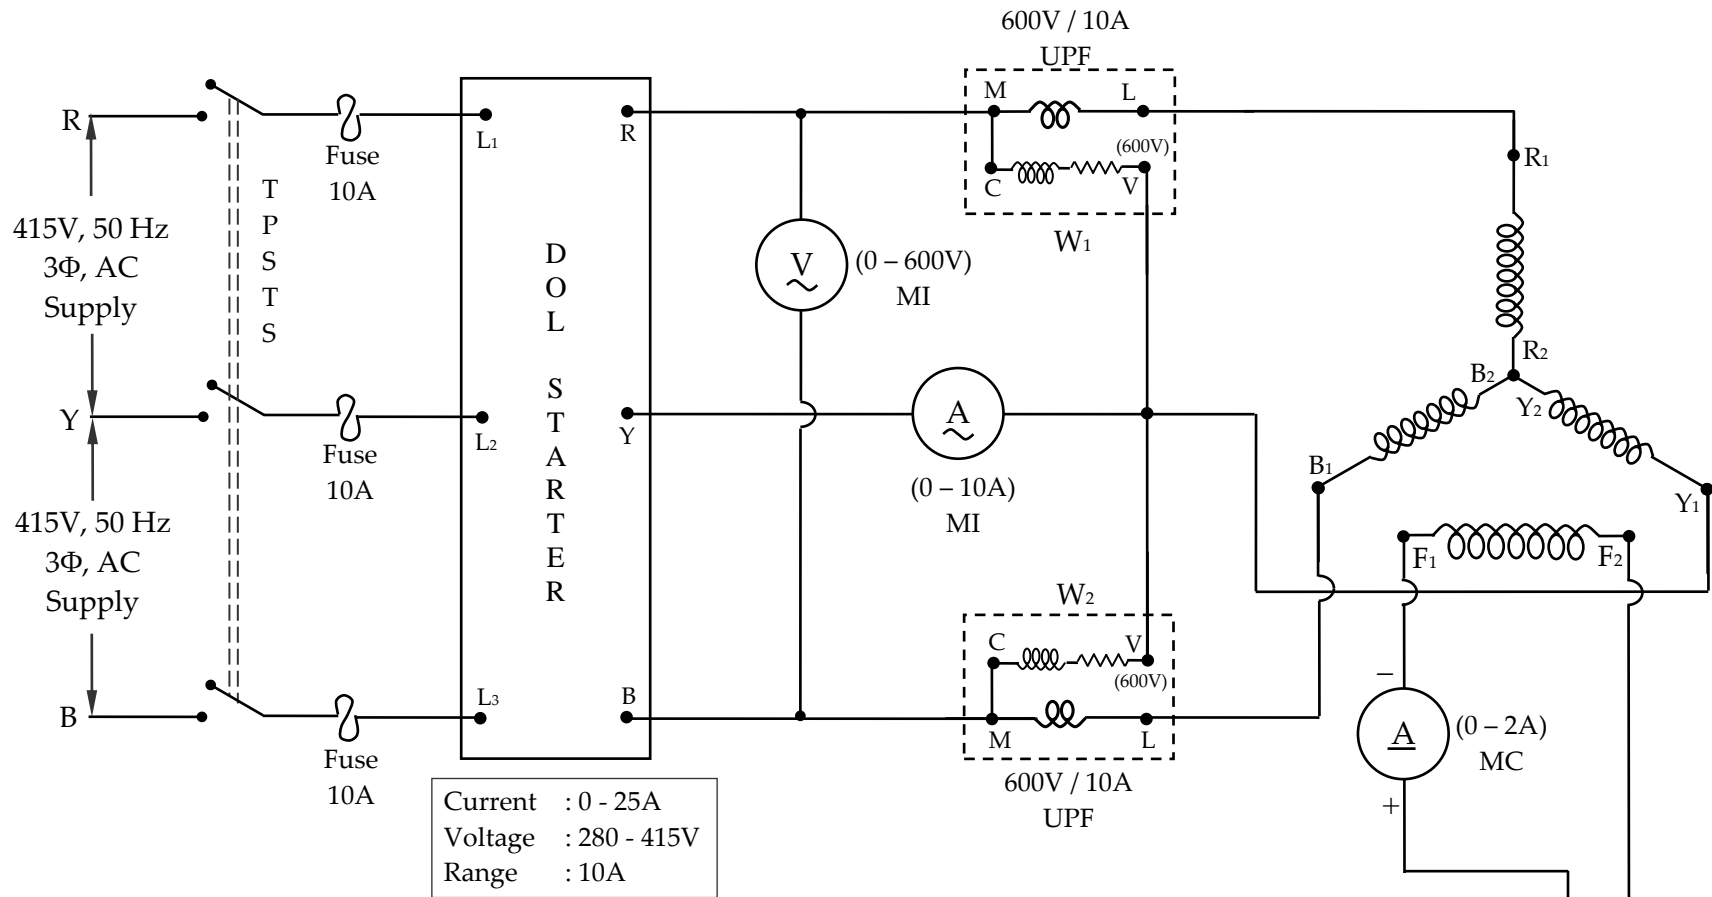 600V / 10A
UPF
R
Fuse
10A
L1
R
M
L
(600V)
C
V
W1
R1
415V, 50 Hz
3Φ, AC
Supply
T
P
S
T
S
D
O
L
S
T
A
R
T
E
R
V
(0 – 600V)
MI
R2
B2
Y2
Y
Fuse
10A
L2
Y
A
(0 – 10A)
MI
B1
Y1
415V, 50 Hz
3Φ, AC
Supply
F1
F2
W2
C
V
(600V)
B
Fuse
10A
L3
B
M
L
600V / 10A
UPF
–
A
(0 – 2A)
MC
+
Current : 0 - 25A
Voltage : 280 - 415V
Range : 10A